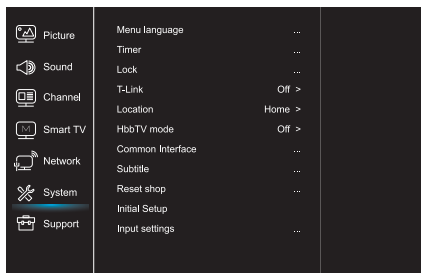 Picture
Sound
Channel
M
Smart TV
Network
System
Support
Menu language ...
Timer ...
Lock ...
T-Link Off >
Location Home >
HbbTV mode Off >
Common Interface ...
Subtitle ...
Reset shop ...
Initial Setup
Input settings ...